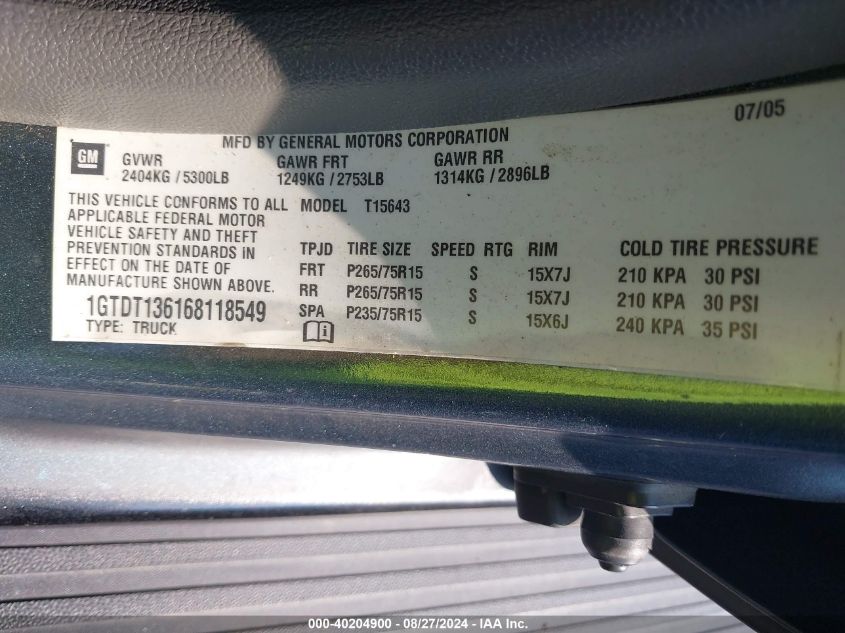 07/05
MFD BY GENERAL MOTORS CORPORATION
GM
GVWR GAWR FRT GAWR RR
2404KG / 5300LB 1249KG / 2753LB 1314KG / 2896LB
THIS VEHICLE CONFORMS TO ALL MODEL T15643
APPLICABLE FEDERAL MOTOR
VEHICLE SAFETY AND THEFT
PREVENTION STANDARDS IN TPJD TIRE SIZE SPEED RTG RIM COLD TIRE PRESSURE
EFFECT ON THE DATE OF FRT P265/75R15 S 15X7J 210 KPA 30 PSI
MANUFACTURE SHOWN ABOVE. RR P265/75R15 S 15X7J 210 KPA 30 PSI
1GTDT136168118549 SPA P235/75R15 S 15X6J 240 KPA 35 PSI
TYPE: TRUCK
000-40204900 - 08/27/2024 - IAA Inc.